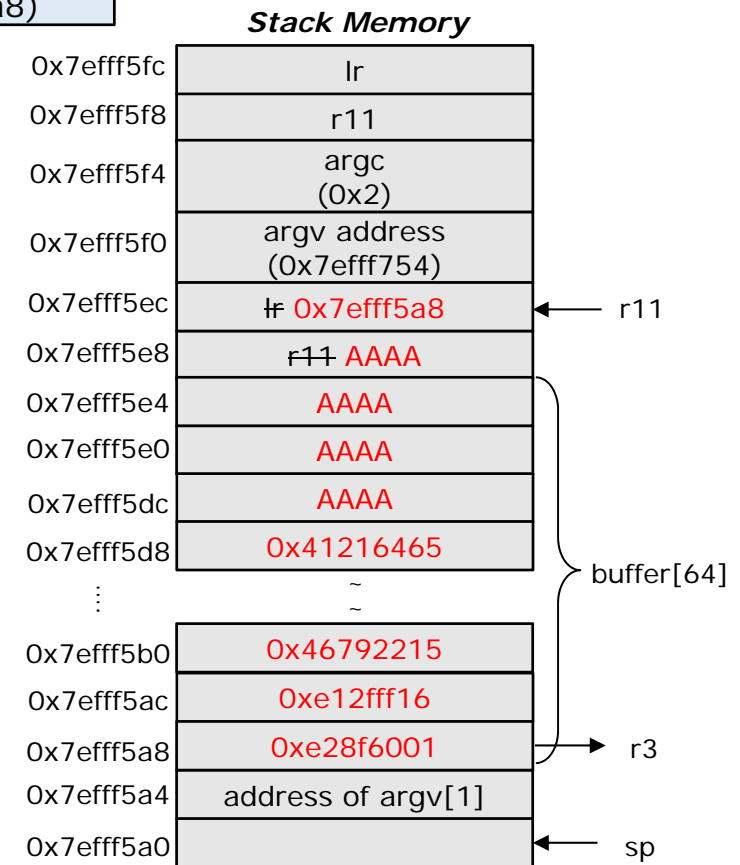 a8)
Stack Memory
0x7efff5fc lr
0x7efff5f8 r11
0x7efff5f4 argc
(0x2)
0x7efff5f0 argv address
(0x7efff754)
0x7efff5ec lr 0x7efff5a8 r11
0x7efff5e8 r11 AAAA
0x7efff5e4 AAAA
0x7efff5e0 AAAA
0x7efff5dc AAAA
0x7efff5d8 0x41216465
buffer[64]
~
~
0x7efff5b0 0x46792215
0x7efff5ac 0xe12fff16
0x7efff5a8 0xe28f6001 r3
0x7efff5a4 address of argv[1]
0x7efff5a0 sp